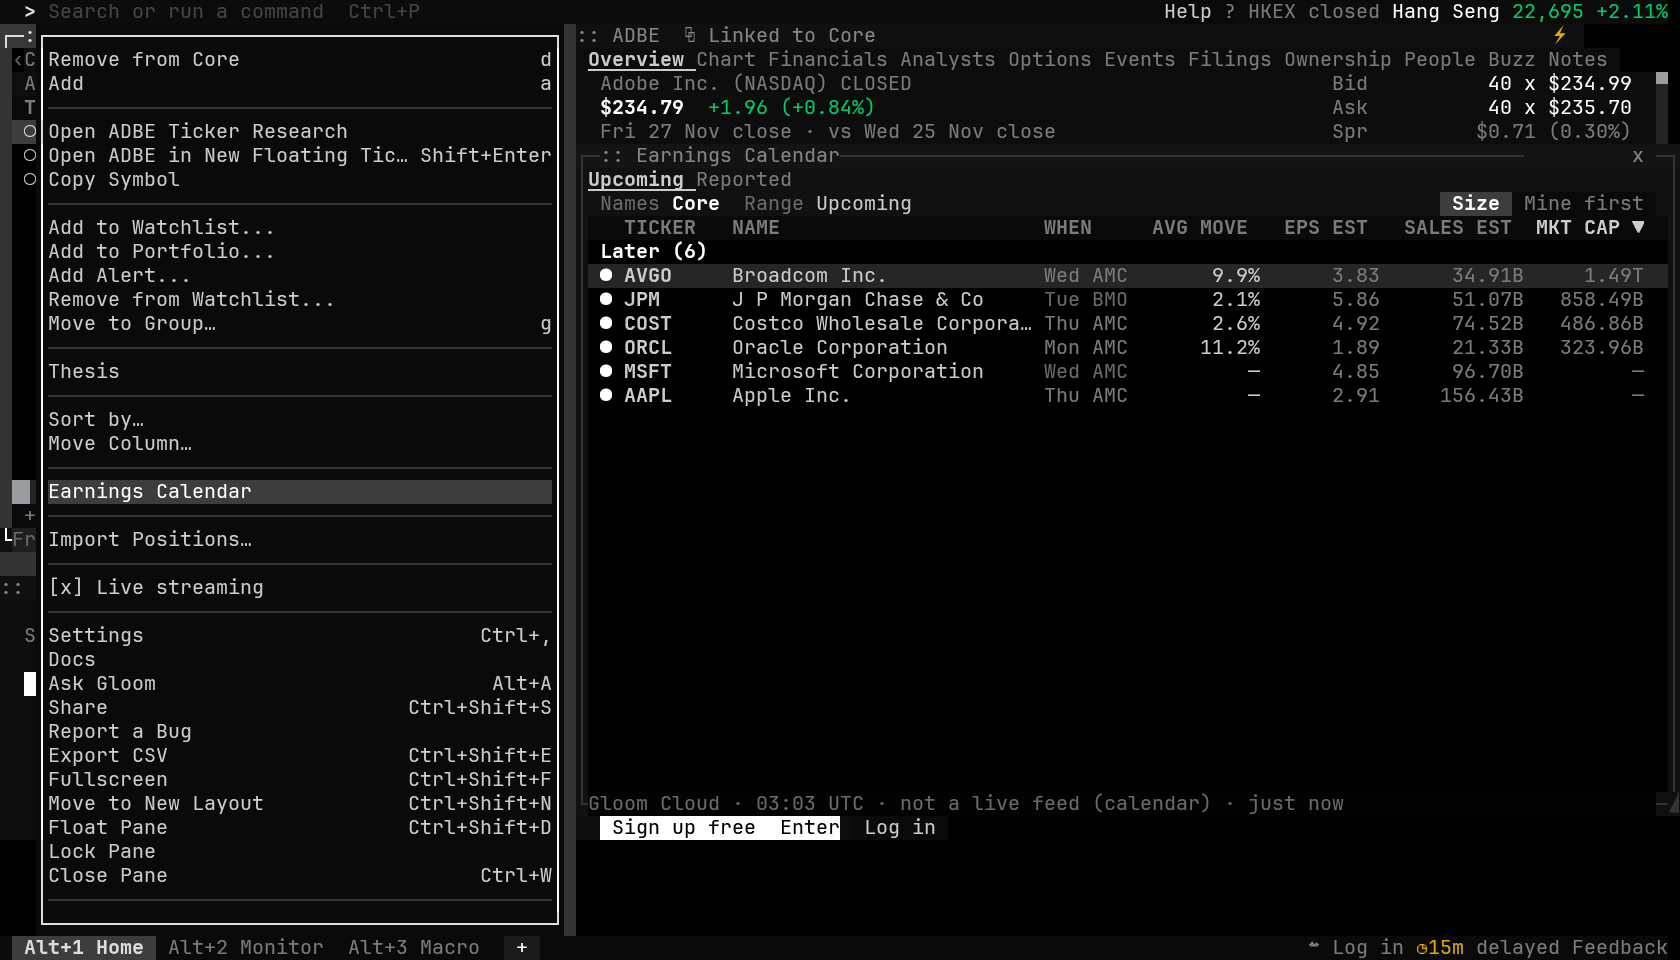 > Search or run a command  Ctrl+P
Help ? HKEX closed Hang Seng 22,695 +2.11%
:: ADBE  Linked to Core
Overview Chart Financials Analysts Options Events Filings Ownership People Buzz Notes
Adobe Inc. (NASDAQ) CLOSED  Bid  40 x $234.99
$234.79  +1.96 (+0.84%)  Ask  40 x $235.70
Fri 27 Nov close · vs Wed 25 Nov close  Spr  $0.71 (0.30%)
:: Earnings Calendar  x
Upcoming Reported
Names Core  Range Upcoming  Size  Mine first
TICKER  NAME  WHEN  AVG MOVE  EPS EST  SALES EST  MKT CAP ▼
Later (6)
● AVGO  Broadcom Inc.  Wed AMC  9.9%  3.83  34.91B  1.49T
● JPM  J P Morgan Chase & Co  Tue BMO  2.1%  5.86  51.07B  858.49B
● COST  Costco Wholesale Corpora…  Thu AMC  2.6%  4.92  74.52B  486.86B
● ORCL  Oracle Corporation  Mon AMC  11.2%  1.89  21.33B  323.96B
● MSFT  Microsoft Corporation  Wed AMC  —  4.85  96.70B  —
● AAPL  Apple Inc.  Thu AMC  —  2.91  156.43B  —
Gloom Cloud · 03:03 UTC · not a live feed (calendar) · just now
Sign up free  Enter  Log in
:
‹C
A
T
+
Fr
::
S
Remove from Core  d
Add  a
Open ADBE Ticker Research
Open ADBE in New Floating Tic… Shift+Enter
Copy Symbol
Add to Watchlist...
Add to Portfolio...
Add Alert...
Remove from Watchlist...
Move to Group…  g
Thesis
Sort by…
Move Column…
Earnings Calendar
Import Positions…
[x] Live streaming
Settings  Ctrl+,
Docs
Ask Gloom  Alt+A
Share  Ctrl+Shift+S
Report a Bug
Export CSV  Ctrl+Shift+E
Fullscreen  Ctrl+Shift+F
Move to New Layout  Ctrl+Shift+N
Float Pane  Ctrl+Shift+D
Lock Pane
Close Pane  Ctrl+W
Alt+1 Home  Alt+2 Monitor  Alt+3 Macro  +
Log in  15m delayed Feedback